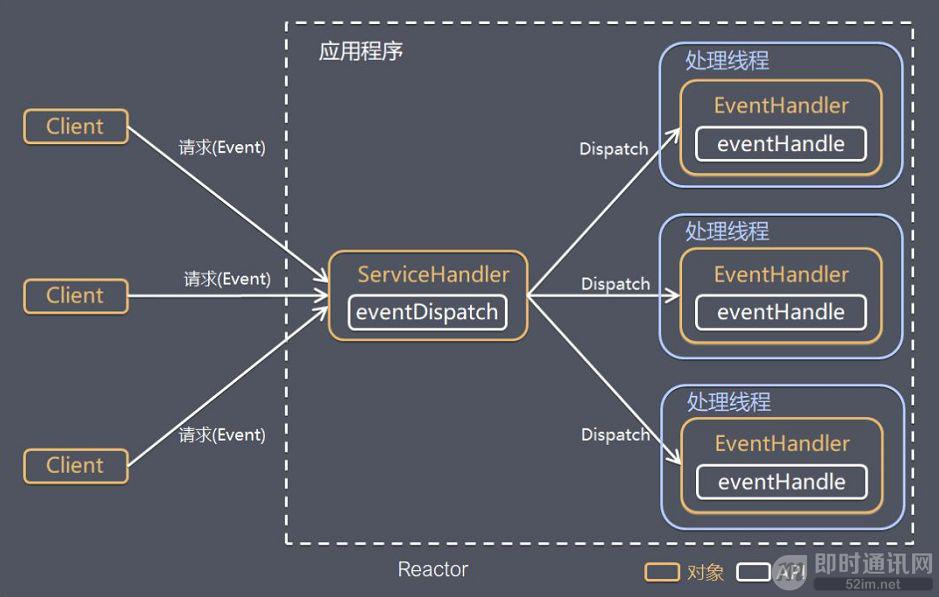 应用程序
处理线程
EventHandler
eventHandle
Client
请求(Event)
Dispatch
处理线程
EventHandler
eventHandle
Client
请求(Event)
ServiceHandler
eventDispatch
Dispatch
处理线程
EventHandler
eventHandle
Client
请求(Event)
Dispatch
Reactor
对象
API
即时通讯网
52im.net